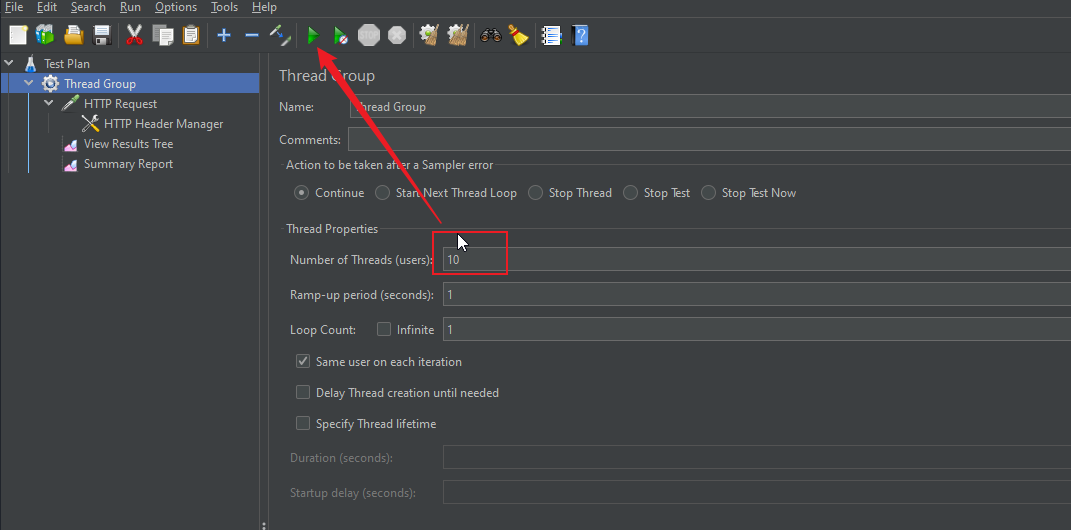 File Edit Search Run Options Tools Help
STOP
Test Plan
Thread Group
HTTP Request
HTTP Header Manager
View Results Tree
Summary Report
Thread Group
Name: Thread Group
Comments:
Action to be taken after a Sampler error
Continue Start Next Thread Loop Stop Thread Stop Test Stop Test Now
Thread Properties
Number of Threads (users): 10
Ramp-up period (seconds): 1
Loop Count: Infinite 1
Same user on each iteration
Delay Thread creation until needed
Specify Thread lifetime
Duration (seconds):
Startup delay (seconds):